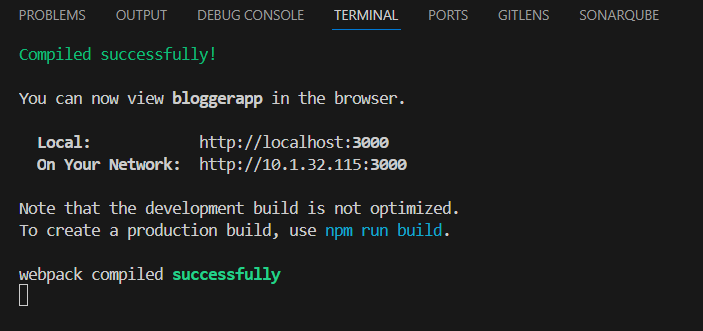 PROBLEMS OUTPUT DEBUG CONSOLE TERMINAL PORTS GITLENS SONARQUBE
Compiled successfully!
You can now view bloggerapp in the browser.
Local: http://localhost:3000
On Your Network: http://10.1.32.115:3000
Note that the development build is not optimized.
To create a production build, use npm run build.
webpack compiled successfully